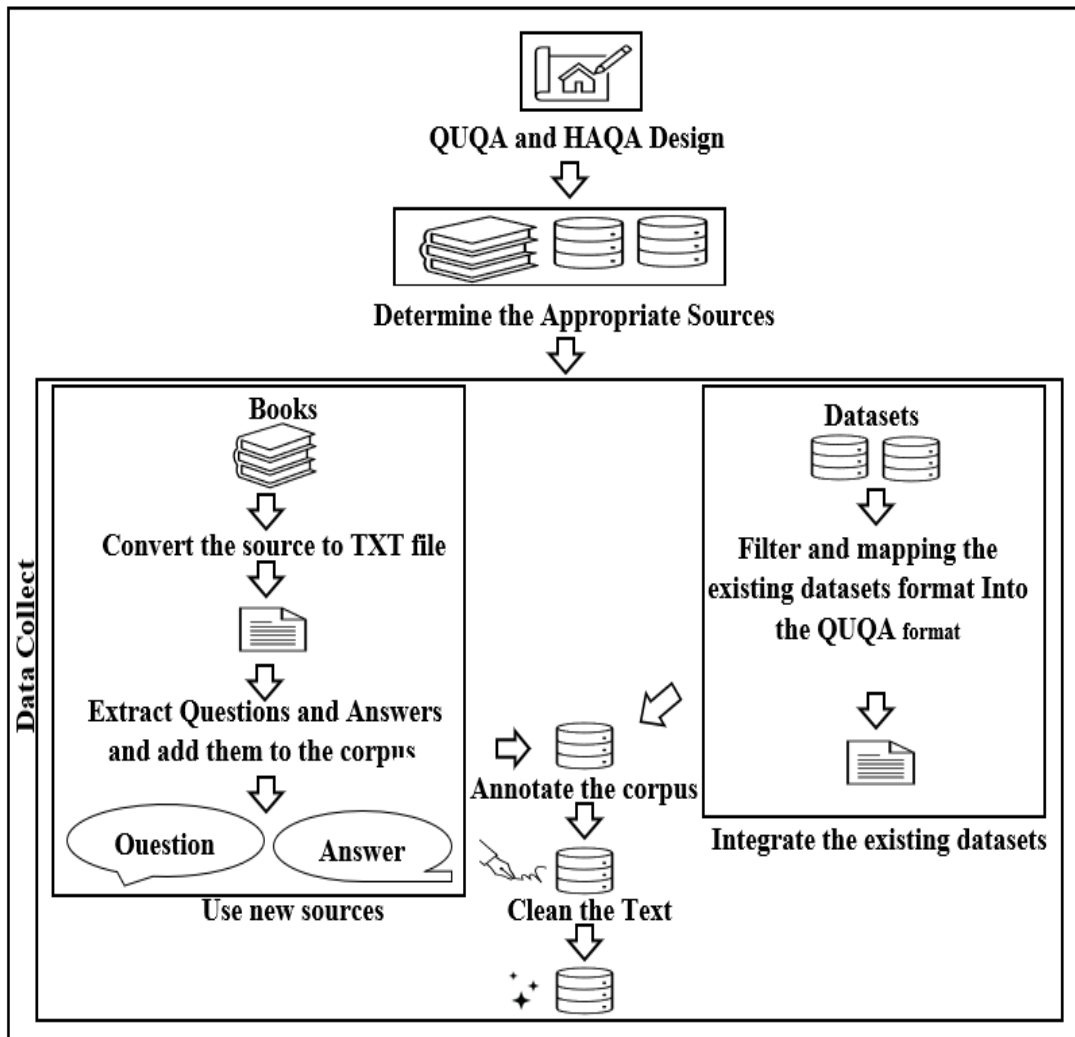 QUQA and HAQA Design
Determine the Appropriate Sources
Data Collect
Books
Convert the source to TXT file
Extract Questions and Answers
and add them to the corpus
Question
Answer
Use new sources
Datasets
Filter and mapping the
existing datasets format Into
the QUQA format
Integrate the existing datasets
Annotate the corpus
Clean the Text